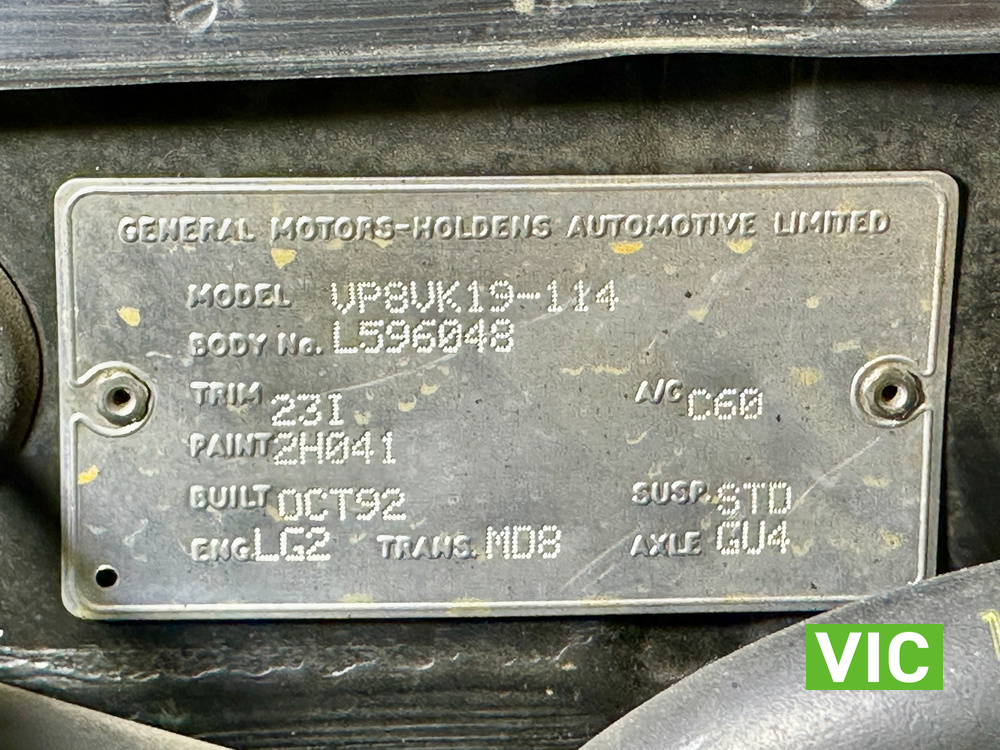 GENERAL MOTORS-HOLDENS AUTOMOTIVE LIMITED
MODEL VP8VK19-114
BODY No. L596048
TRIM 23I A/C C60
PAINT 2H041
BUILT OCT92 SUSP. STD
ENG. LG2 TRANS. MD8 AXLE GU4
VIC